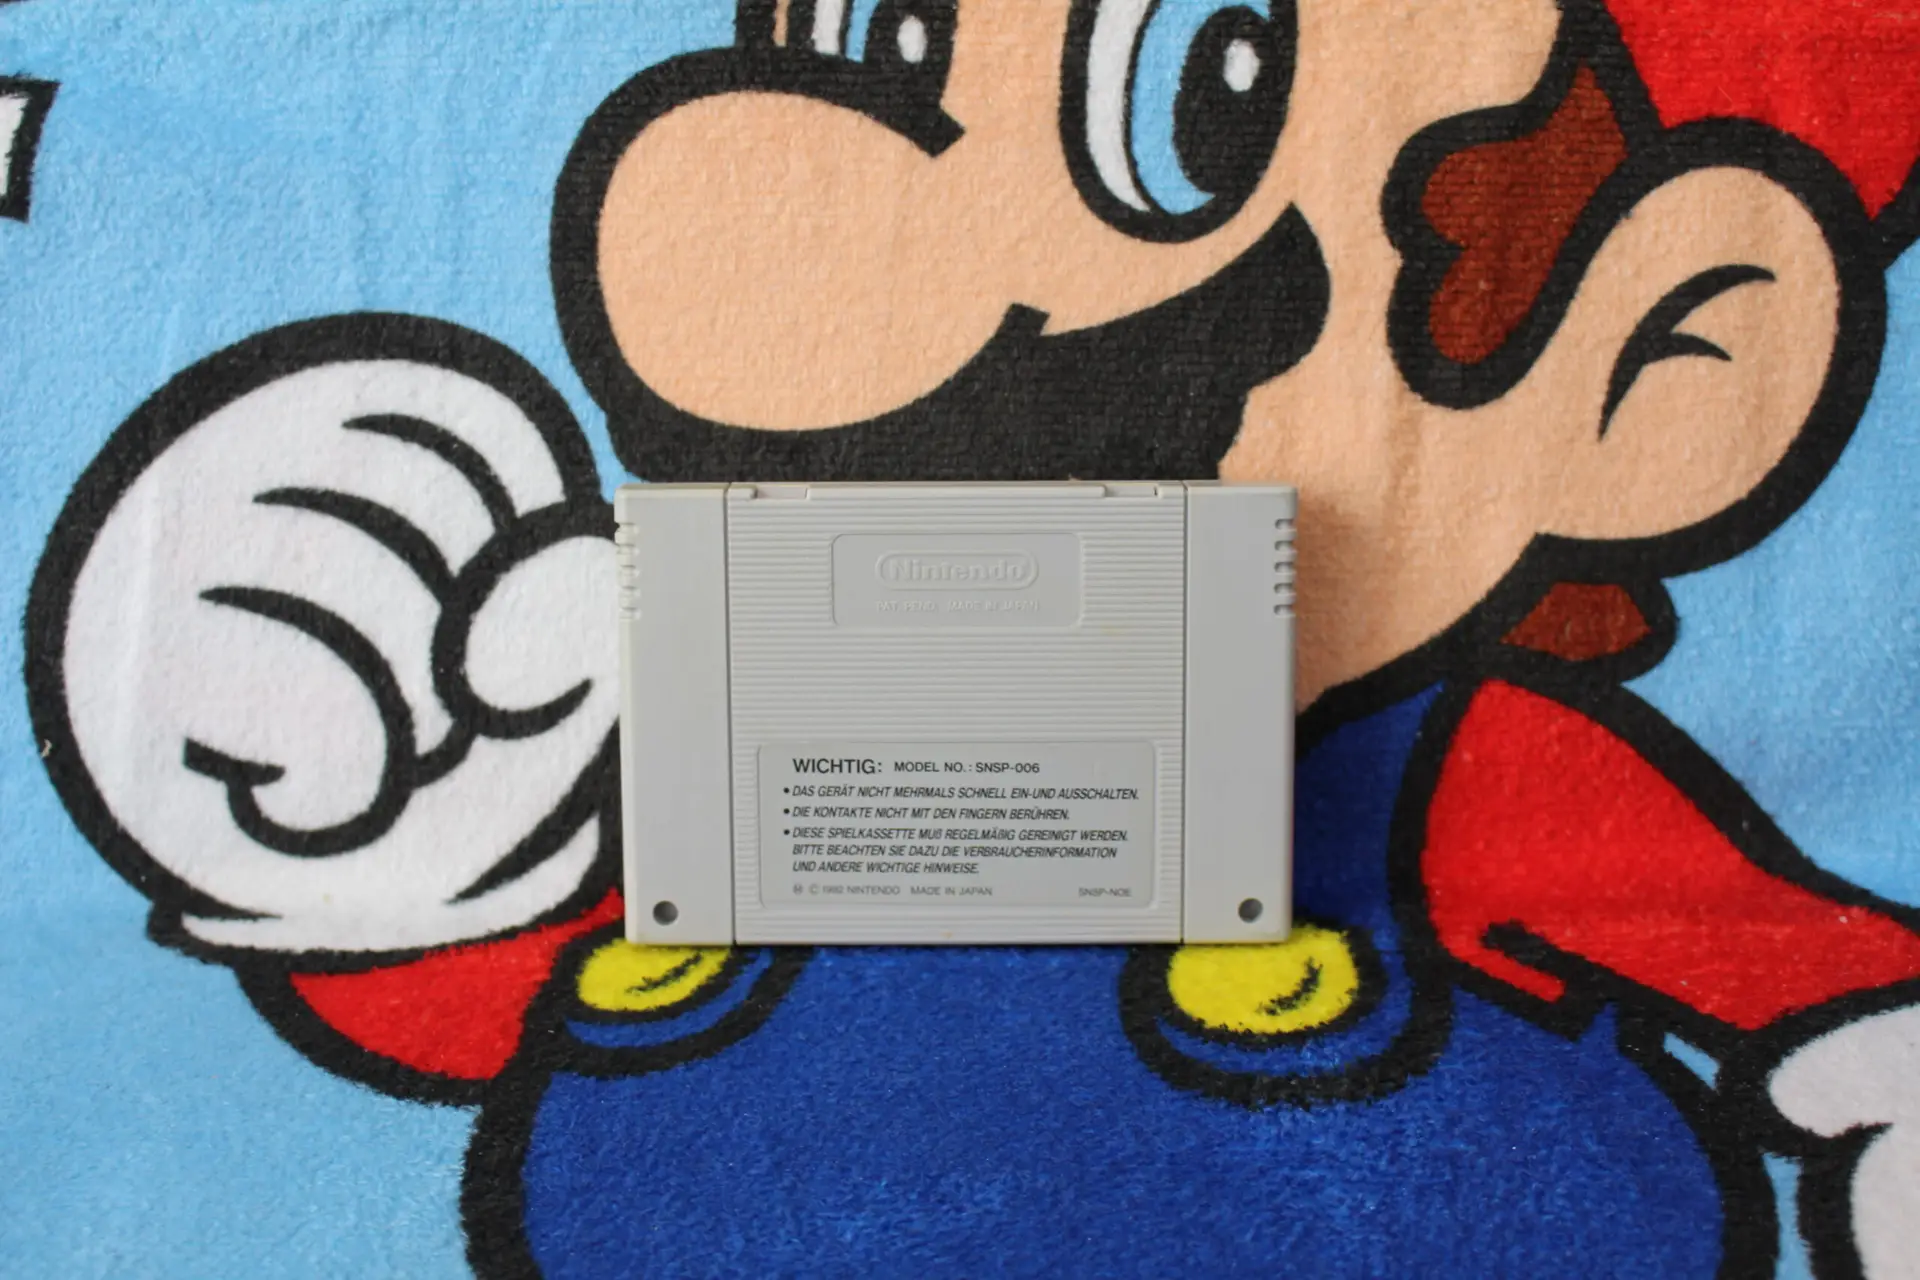 Nintendo
PAT. PEND. MADE IN JAPAN
WICHTIG: MODEL NO.: SNSP-006
• DAS GERÄT NICHT MEHRMALS SCHNELL EIN-UND AUSSCHALTEN.
• DIE KONTAKTE NICHT MIT DEN FINGERN BERÜHREN.
• DIESE SPIELKASSETTE MUß REGELMÄßIG GEREINIGT WERDEN.
BITTE BEACHTEN SIE DAZU DIE VERBRAUCHERINFORMATION
UND ANDERE WICHTIGE HINWEISE.
Ⓜ © 1992 NINTENDO MADE IN JAPAN SNSP-NOE